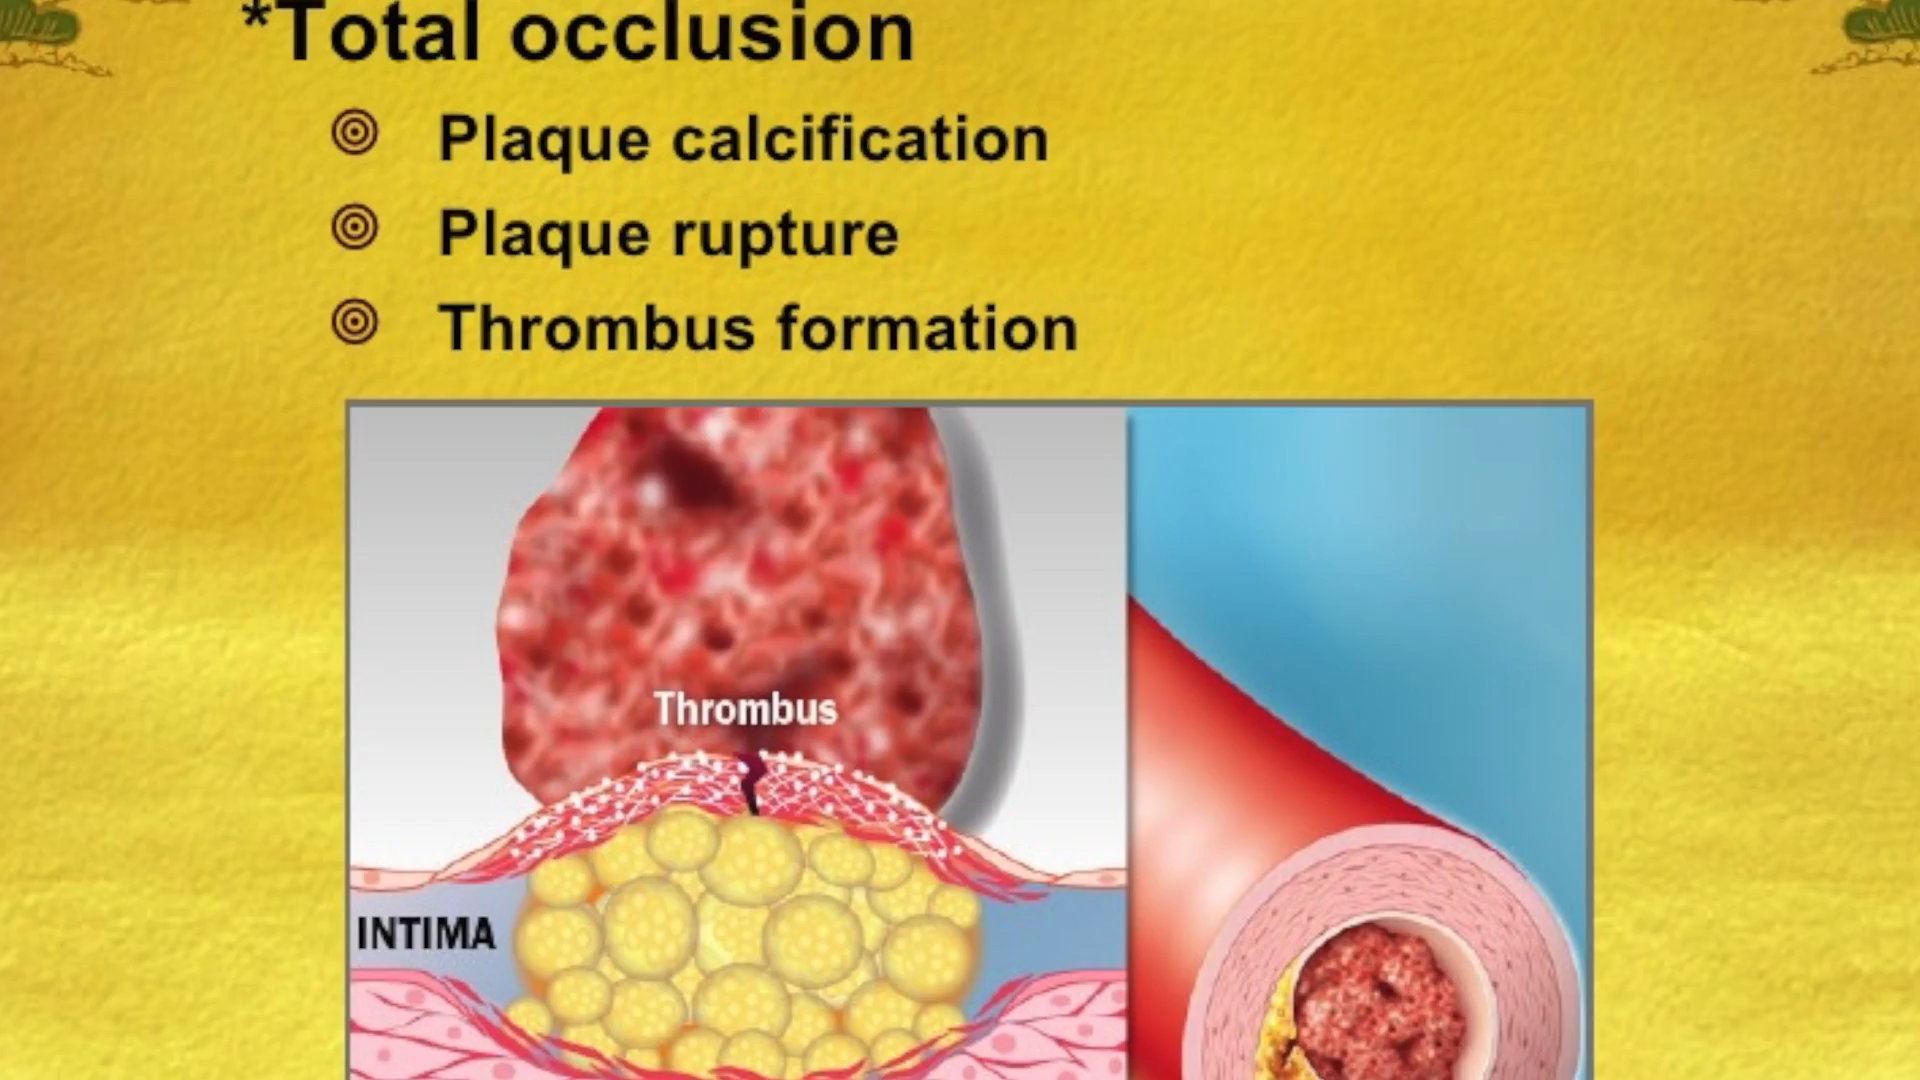 *Total occlusion
Plaque calcification
Plaque rupture
Thrombus formation
Thrombus
INTIMA